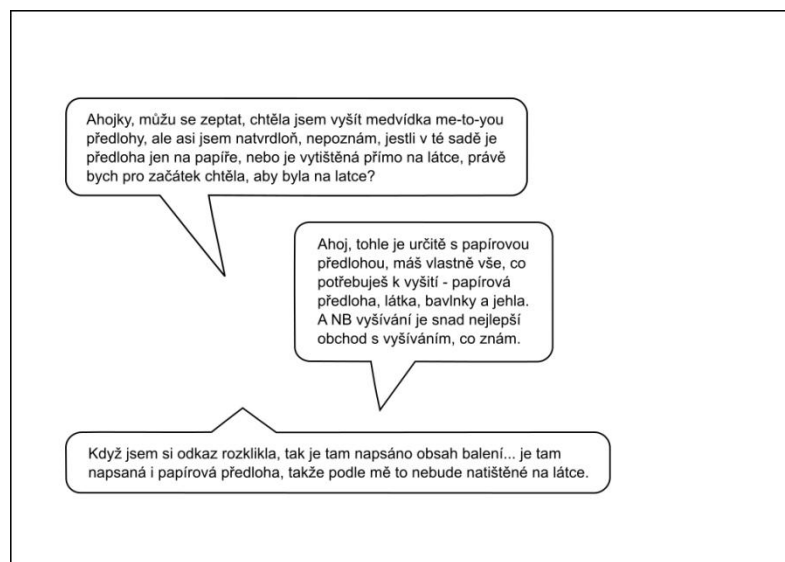 Ahojky, můžu se zeptat, chtěla jsem vyšít medvídka me-to-you
předlohy, ale asi jsem natvrdloň, nepoznám, jestli v té sadě je
předloha jen na papíře, nebo je vytištěná přímo na látce, právě
bych pro začátek chtěla, aby byla na latce?
Ahoj, tohle je určitě s papírovou
předlohou, máš vlastně vše, co
potřebuješ k vyšití - papírová
předloha, látka, bavlnky a jehla.
A NB vyšívání je snad nejlepší
obchod s vyšíváním, co znám.
Když jsem si odkaz rozklikla, tak je tam napsáno obsah balení... je tam
napsaná i papírová předloha, takže podle mě to nebude natištěné na látce.